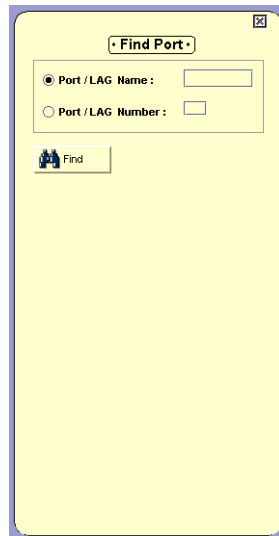 · Find Port ·
Port / LAG Name :
Port / LAG Number :
Find